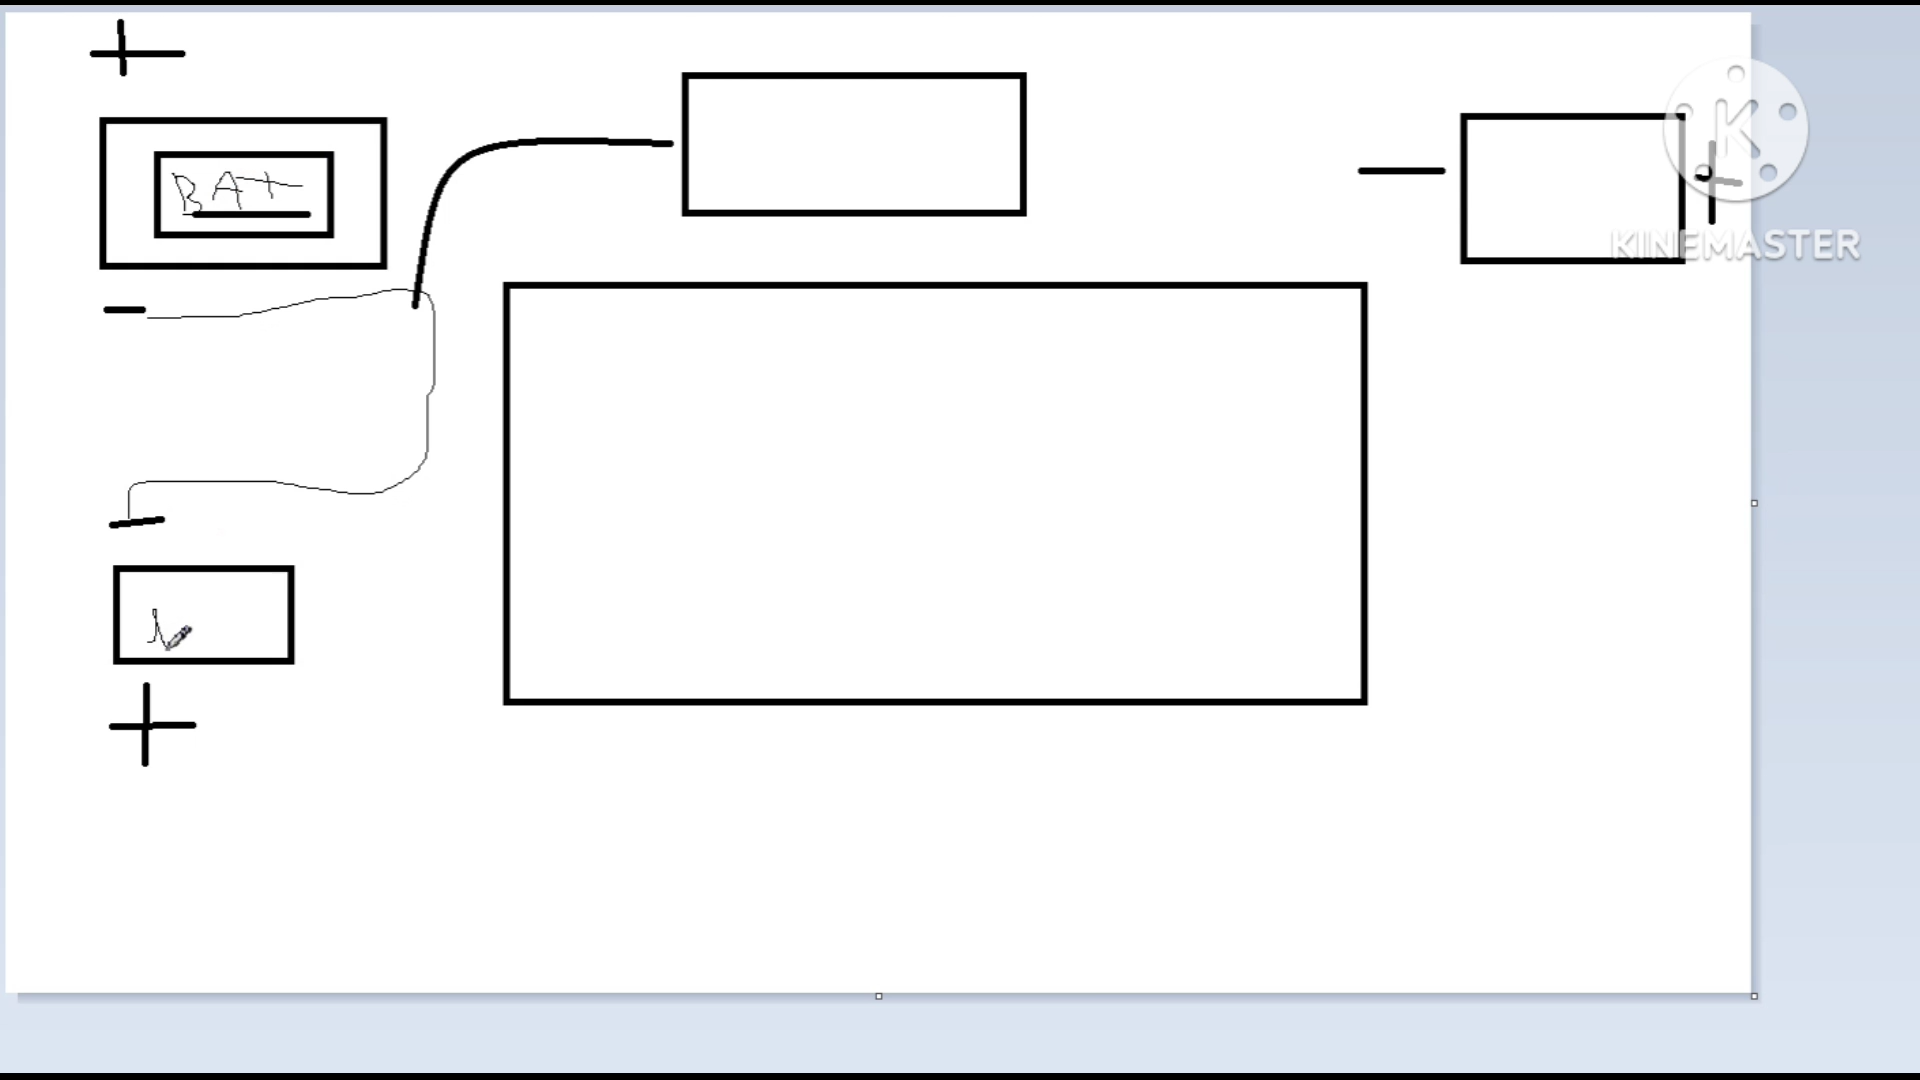 +
BAT
-
-
+
-
+
K
KINEMASTER